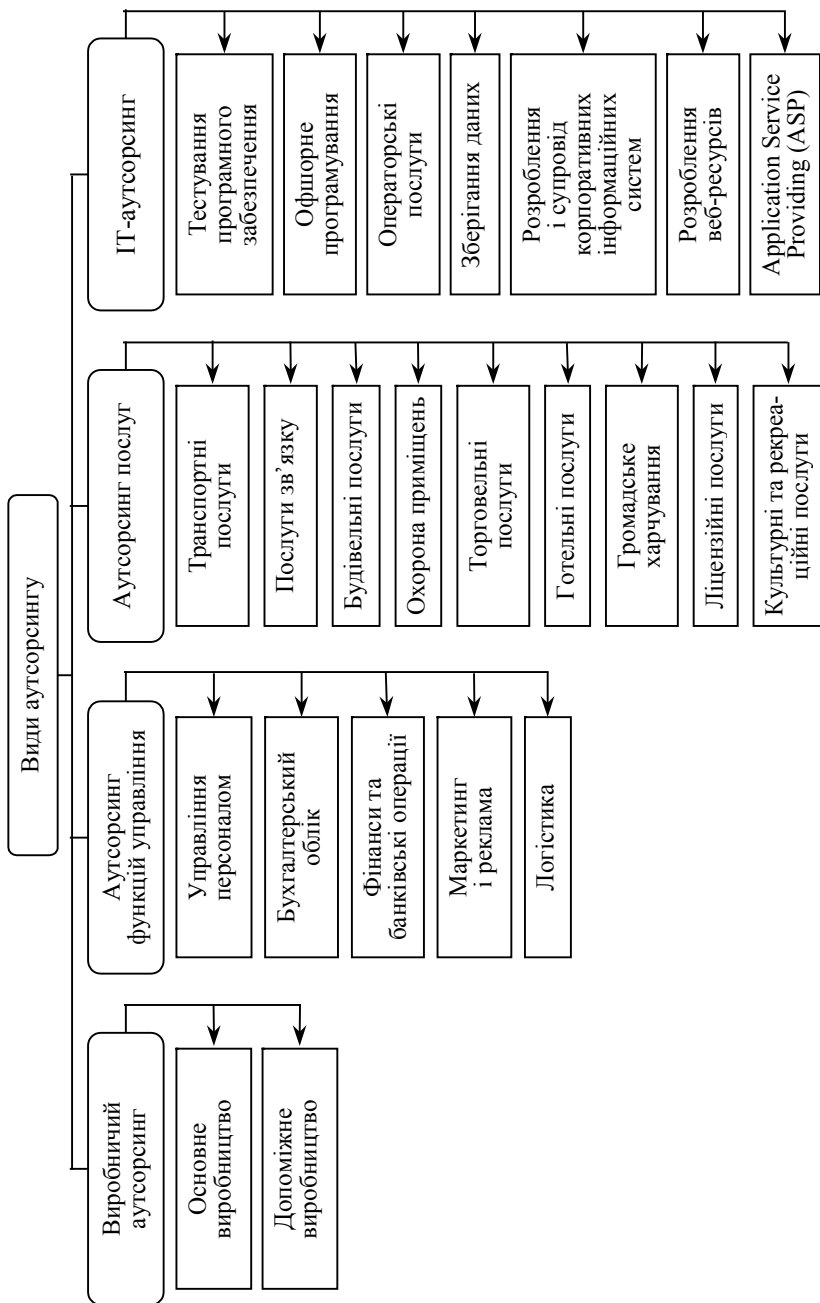 Види аутсорсингу
Виробничий
аутсорсинг
Основне
виробництво
Допоміжне
виробництво
Аутсорсинг
функцій управління
Управління
персоналом
Бухгалтерський
облік
Фінанси та
банківські операції
Маркетинг
і реклама
Логістика
Аутсорсинг послуг
Транспортні
послуги
Послуги зв’язку
Будівельні послуги
Охорона приміщень
Торговельні
послуги
Готельні послуги
Громадське
харчування
Ліцензійні послуги
Культурні та рекреа-
ційні послуги
ІТ-аутсорсинг
Тестування
програмного
забезпечення
Офшорне
програмування
Операторські
послуги
Зберігання даних
Розроблення
і супровід
корпоративних
інформаційних
систем
Розроблення
веб-ресурсів
Application Service
Providing (ASP)